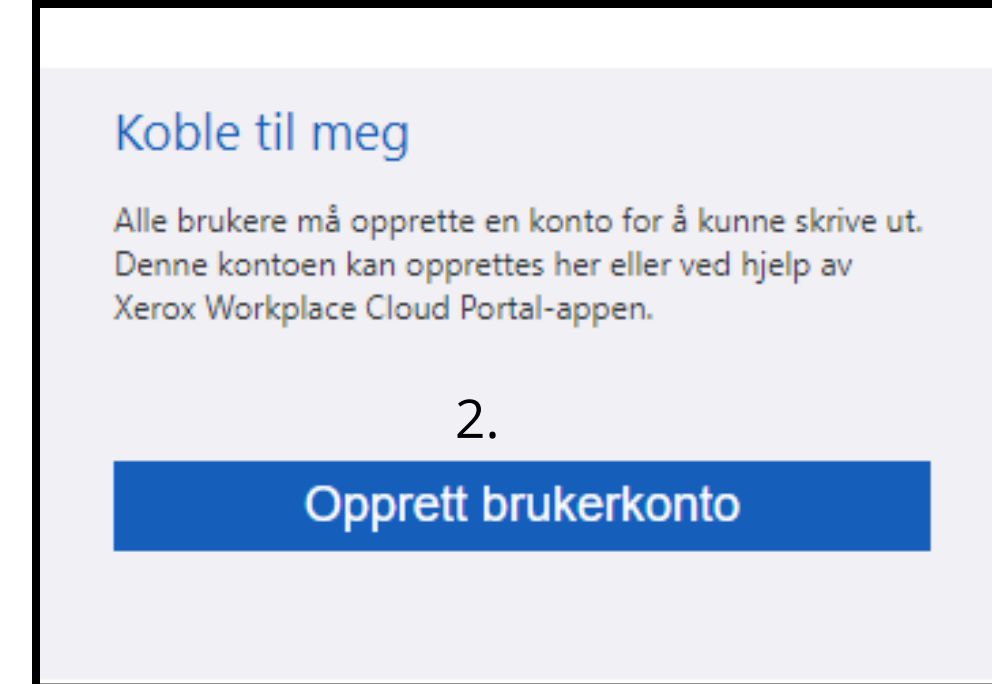 Koble til meg
Alle brukere må opprette en konto for å kunne skrive ut.
Denne kontoen kan opprettes her eller ved hjelp av
Xerox Workplace Cloud Portal-appen.
2.
Opprett brukerkonto